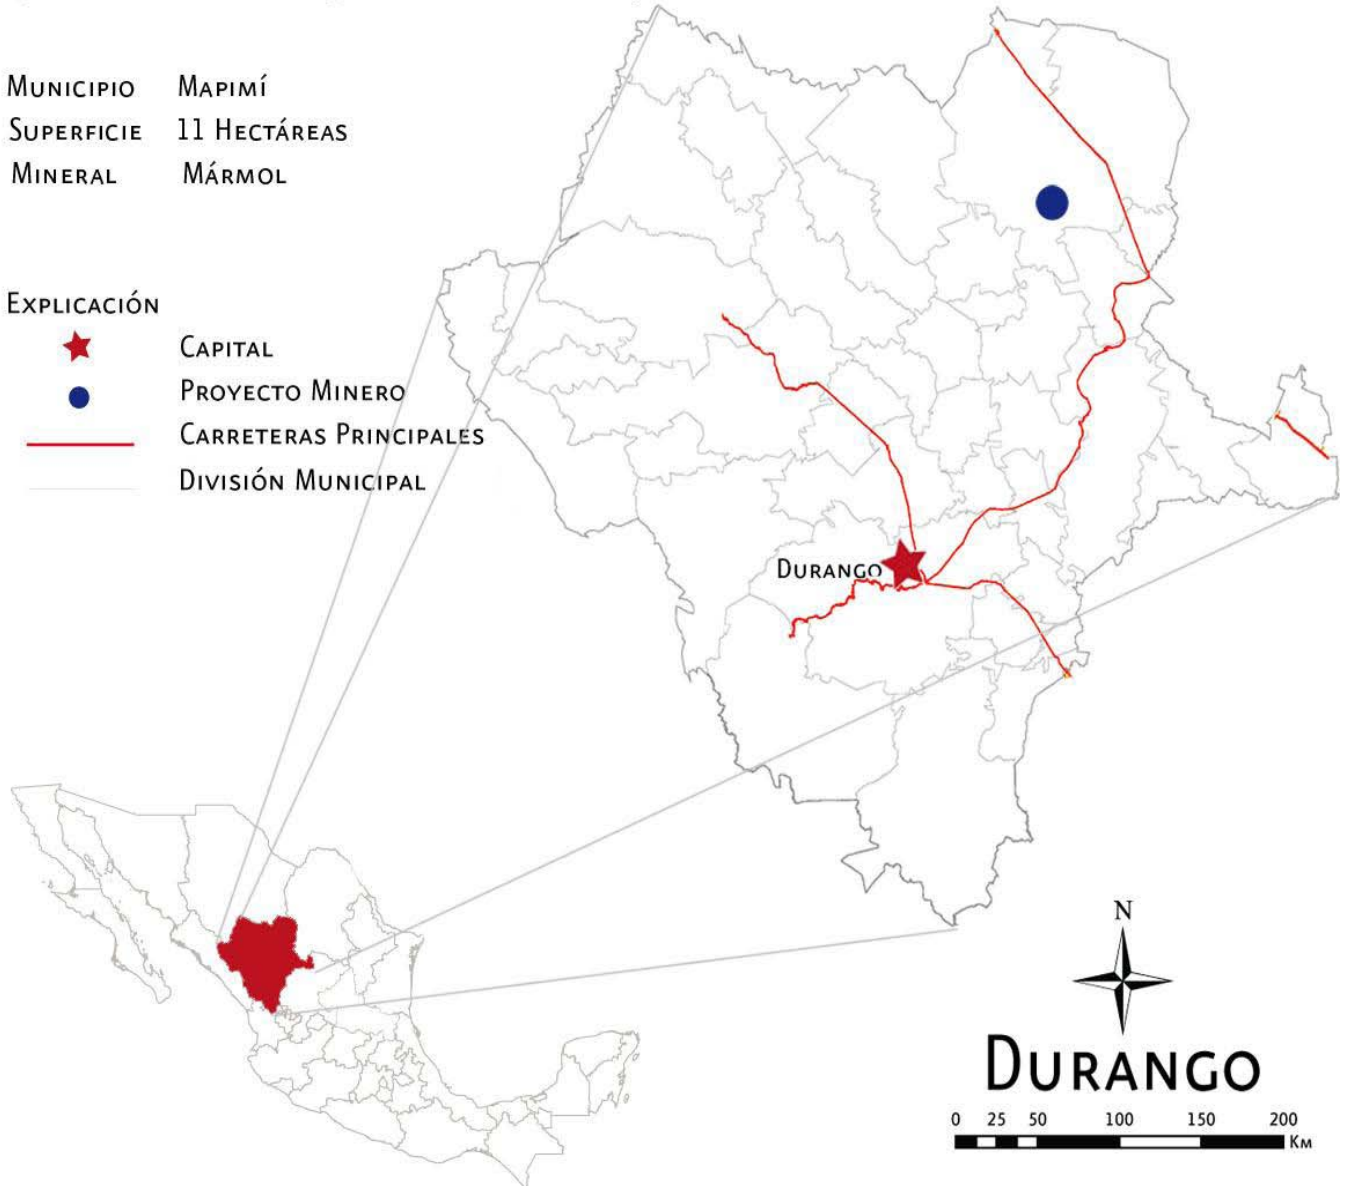 Municipio Mapimí
Superficie 11 Hectáreas
Mineral Mármol
Explicación
Capital
Proyecto Minero
Carreteras Principales
División Municipal
Durango
N
Durango
0 25 50 100 150 200
Km